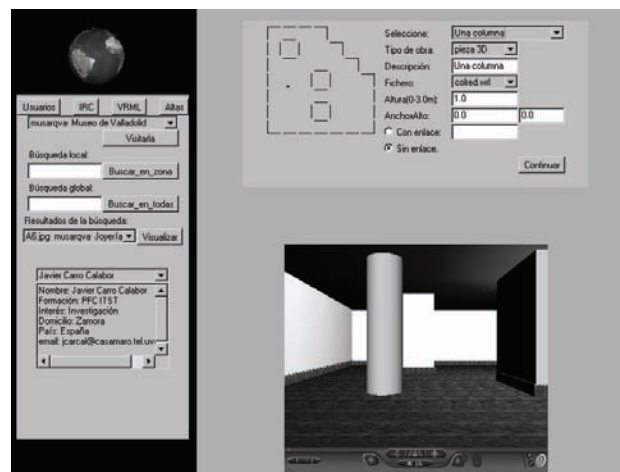 Usuarios IRC VRML Altas
musarqva: Museo de Valladolid
Visitarla
Búsqueda local:
Buscar_en_zona
Búsqueda global:
Buscar_en_todas
Resultados de la búsqueda:
A6.jpg musarqva: Joyería Visualizar
Javier Carro Calabor
Nombre: Javier Carro Calabor
Formación: PFC ITST
Interés: Investigación
Domicilio: Zamora
País: España
email: jcarcal@casamaro.tel.uv
Seleccione: Una columna
Tipo de obra: pieza 3D
Descripción: Una columna
Fichero: colred.wrl
Altura(0-3.0m): 1.0
AnchoxAlto: 0.0 0.0
Con enlace:
Sin enlace.
Continuar